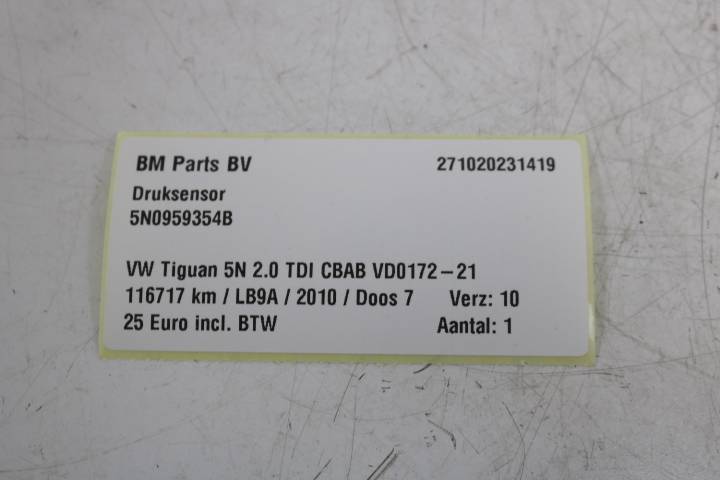 BM Parts BV 271020231419
Druksensor
5N0959354B
VW Tiguan 5N 2.0 TDI CBAB VD0172-21
116717 km / LB9A / 2010 / Doos 7 Verz: 10
25 Euro incl. BTW Aantal: 1